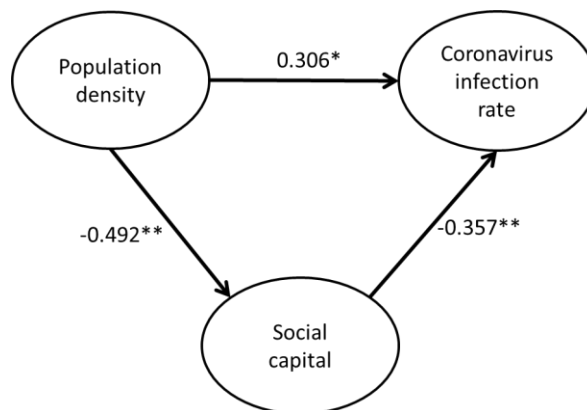 Population
density
0.306*
Coronavirus
infection
rate
-0.492**
-0.357**
Social
capital